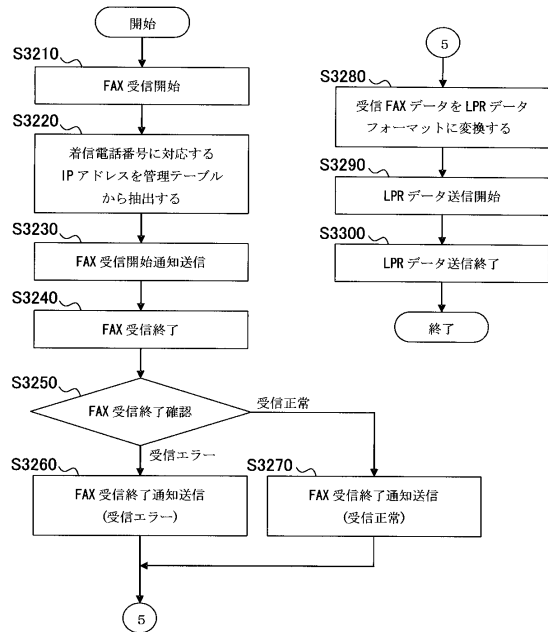 開始
S3210
FAX 受信開始
S3220
着信電話番号に対応する
IP アドレスを管理テーブル
から抽出する
S3230
FAX 受信開始通知送信
S3240
FAX 受信終了
S3250
FAX 受信終了確認
受信正常
受信エラー
S3260
FAX 受信終了通知送信
(受信エラー)
S3270
FAX 受信終了通知送信
(受信正常)
5
5
S3280
受信 FAX データを LPR データ
フォーマットに変換する
S3290
LPR データ送信開始
S3300
LPR データ送信終了
終了